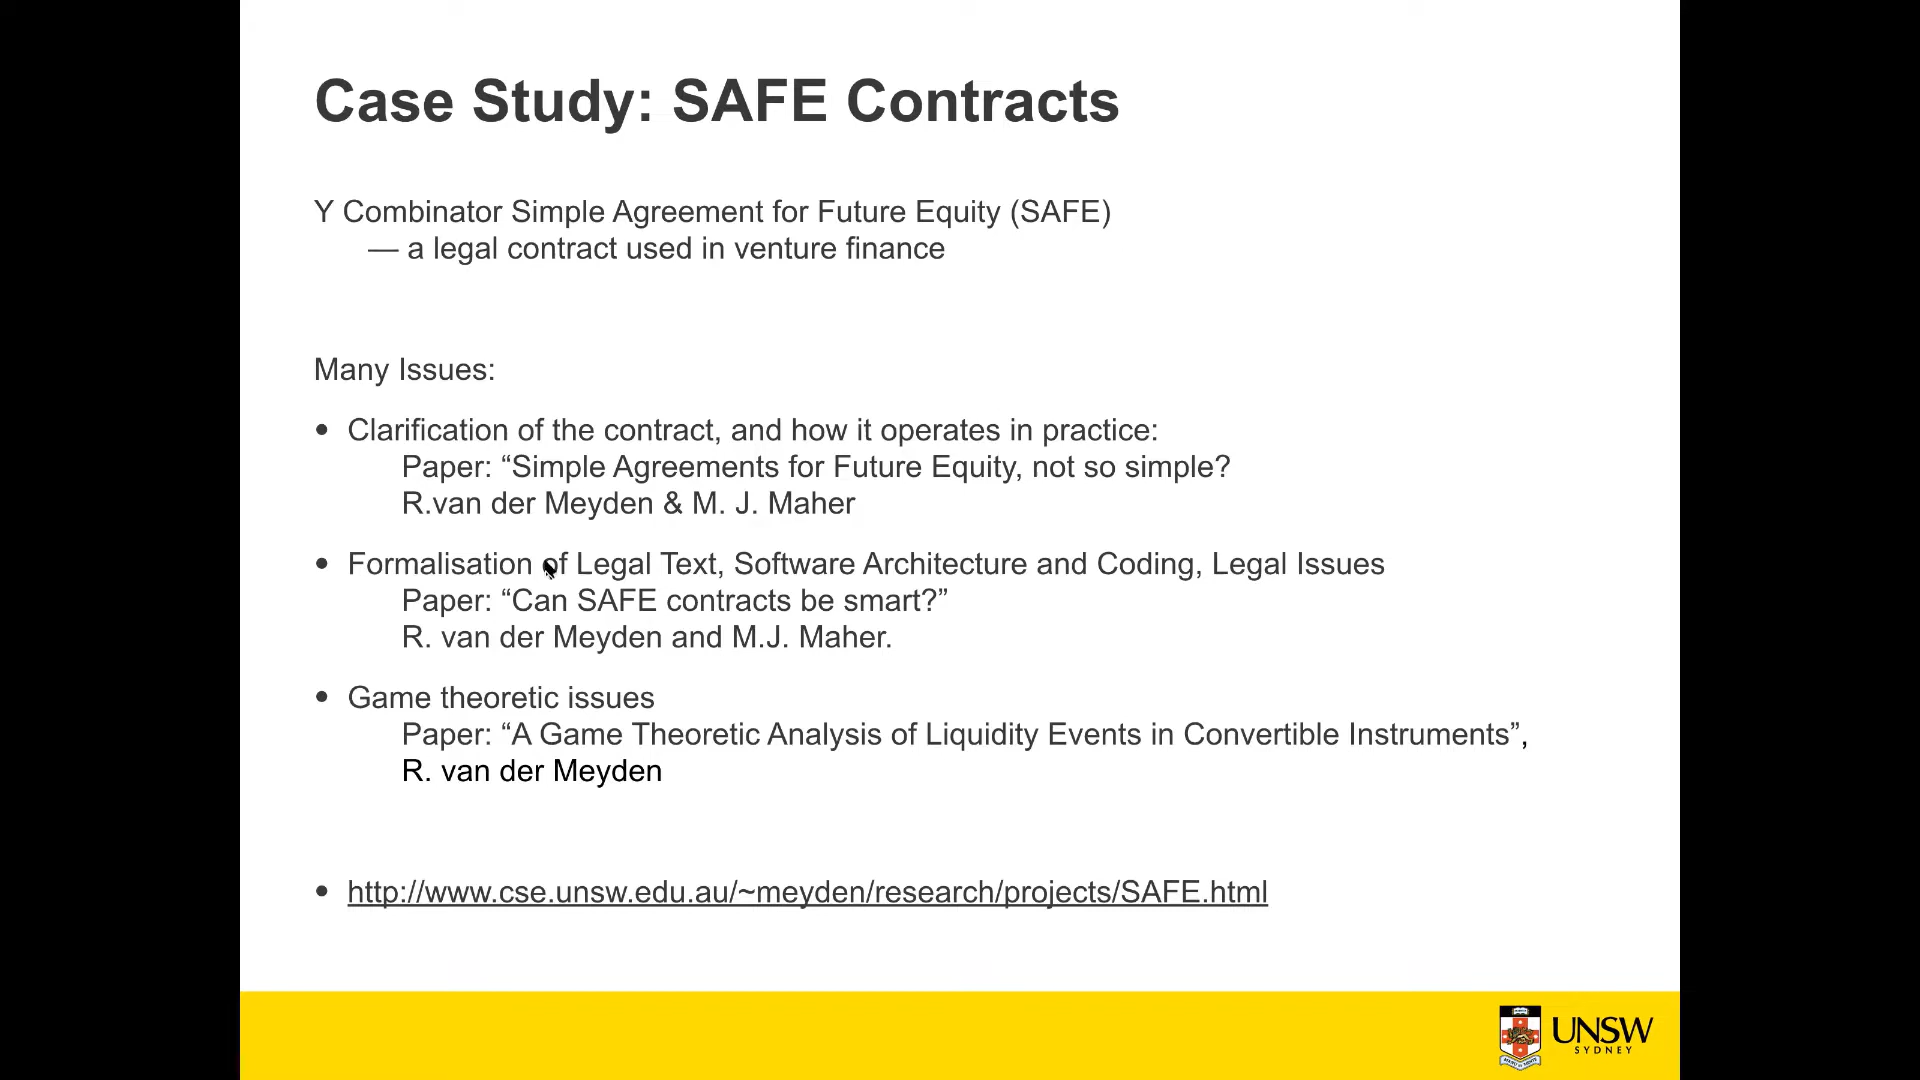 Case Study: SAFE Contracts
Y Combinator Simple Agreement for Future Equity (SAFE)
— a legal contract used in venture finance
Many Issues:
• Clarification of the contract, and how it operates in practice:
Paper: “Simple Agreements for Future Equity, not so simple?
R.van der Meyden & M. J. Maher
• Formalisation of Legal Text, Software Architecture and Coding, Legal Issues
Paper: “Can SAFE contracts be smart?”
R. van der Meyden and M.J. Maher.
• Game theoretic issues
Paper: “A Game Theoretic Analysis of Liquidity Events in Convertible Instruments”,
R. van der Meyden
• http://www.cse.unsw.edu.au/~meyden/research/projects/SAFE.html
UNSW
SYDNEY